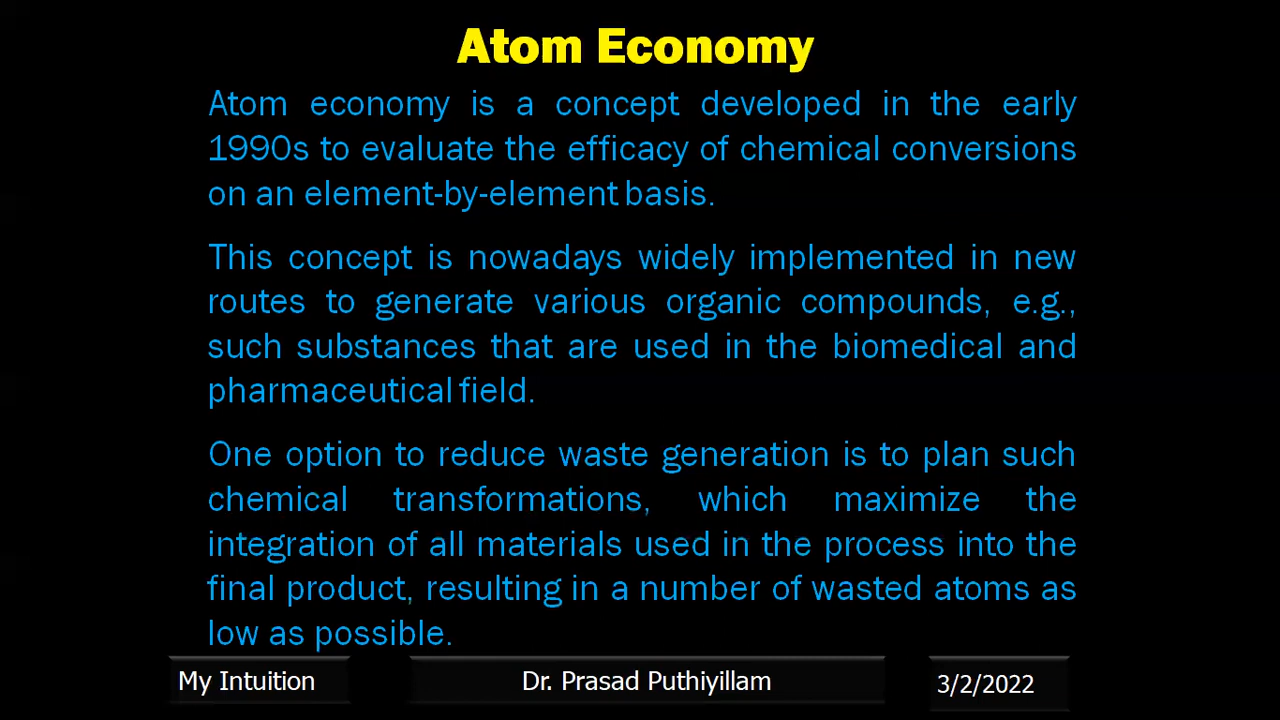 Atom Economy
Atom economy is a concept developed in the early
1990s to evaluate the efficacy of chemical conversions
on an element-by-element basis.
This concept is nowadays widely implemented in new
routes to generate various organic compounds, e.g.,
such substances that are used in the biomedical and
pharmaceutical field.
One option to reduce waste generation is to plan such
chemical transformations, which maximize the
integration of all materials used in the process into the
final product, resulting in a number of wasted atoms as
low as possible.
My Intuition
Dr. Prasad Puthiyillam
3/2/2022